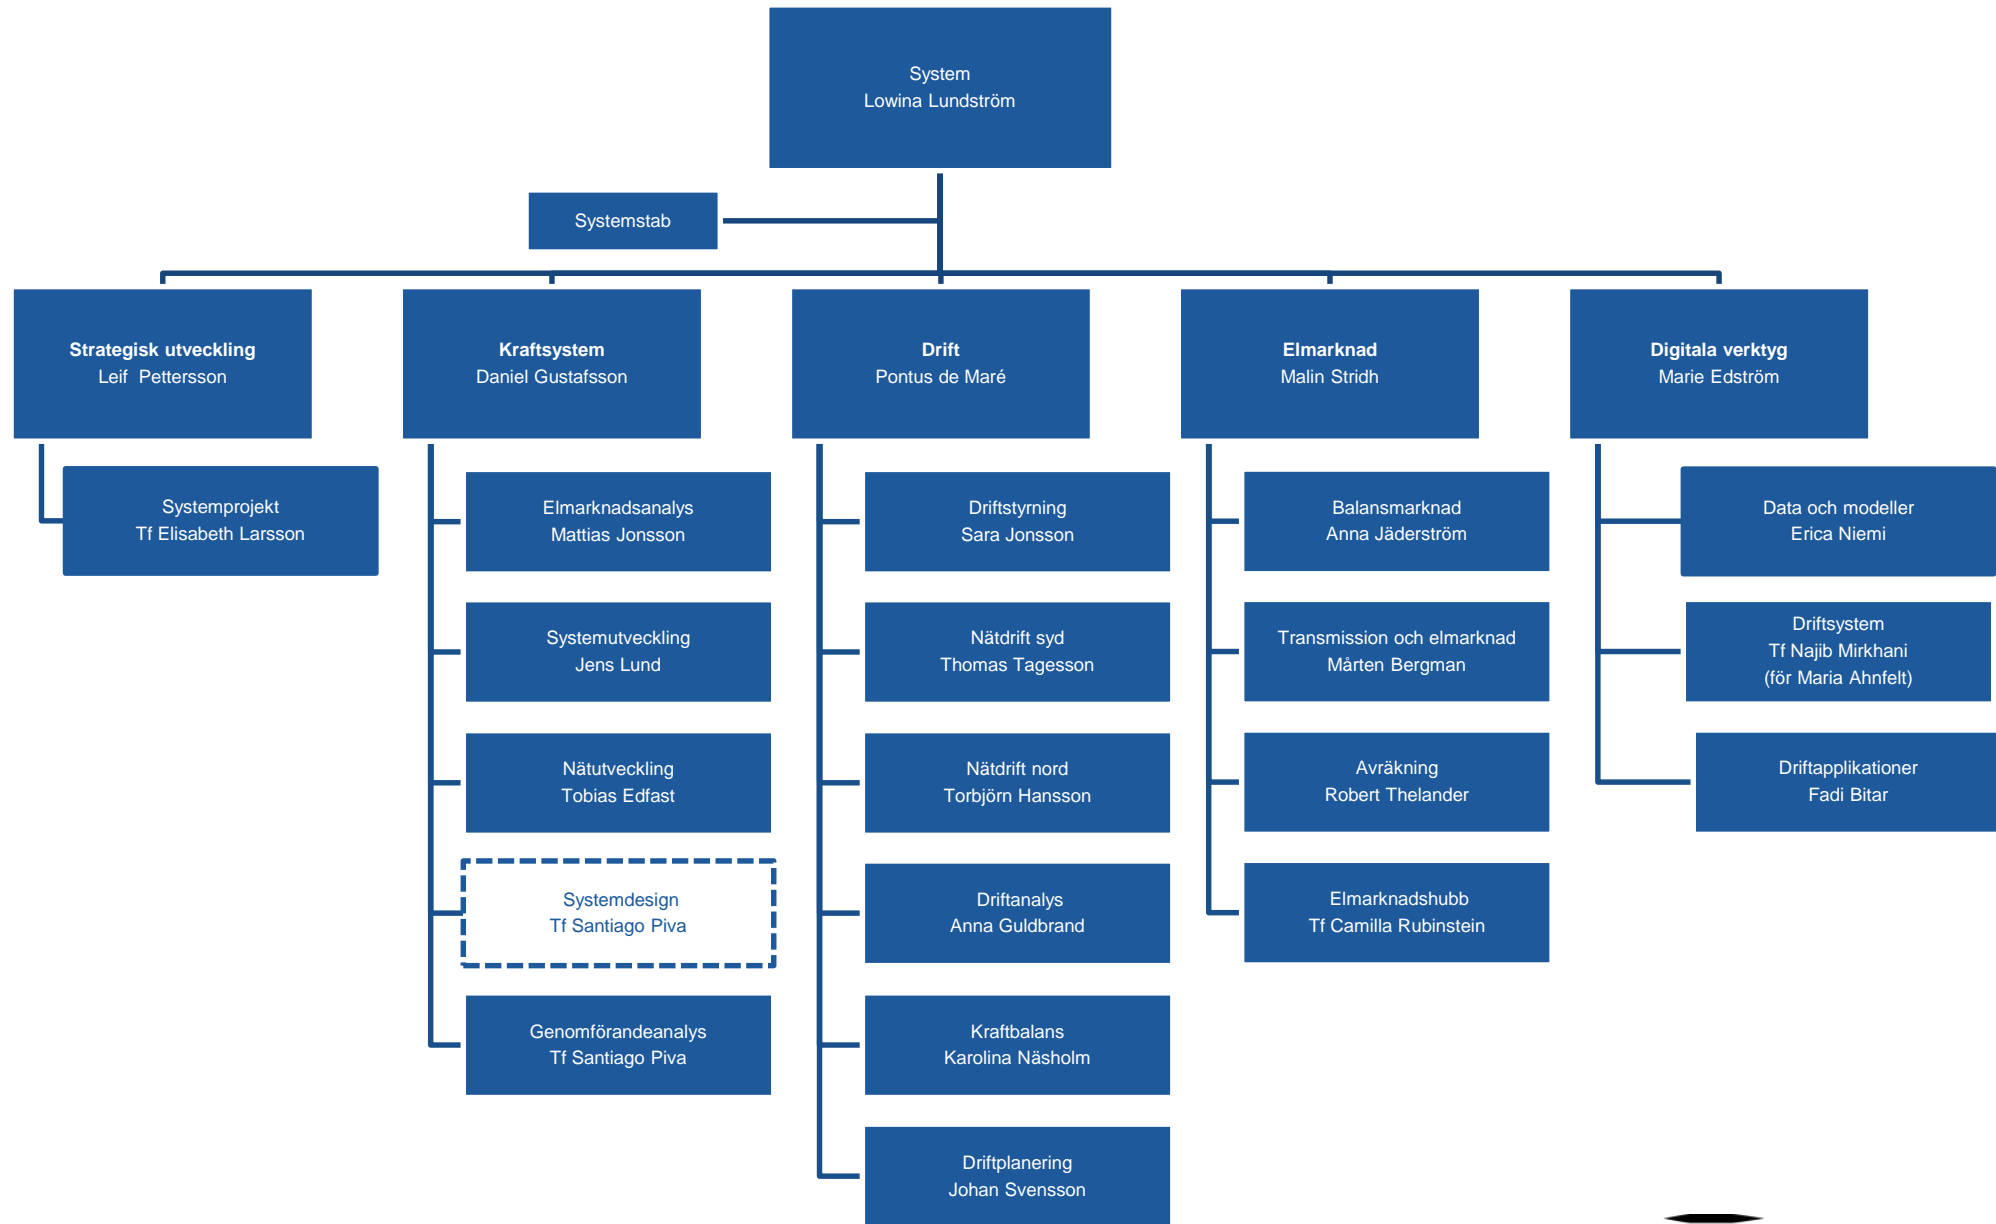 System
Lowina Lundström
Systemstab
Strategisk utveckling
Leif  Pettersson
Systemprojekt
Tf Elisabeth Larsson
Kraftsystem
Daniel Gustafsson
Elmarknadsanalys
Mattias Jonsson
Systemutveckling
Jens Lund
Nätutveckling
Tobias Edfast
Systemdesign
Tf Santiago Piva
Genomförandeanalys
Tf Santiago Piva
Drift
Pontus de Maré
Driftstyrning
Sara Jonsson
Nätdrift syd
Thomas Tagesson
Nätdrift nord
Torbjörn Hansson
Driftanalys
Anna Guldbrand
Kraftbalans
Karolina Näsholm
Driftplanering
Johan Svensson
Elmarknad
Malin Stridh
Balansmarknad
Anna Jäderström
Transmission och elmarknad
Mårten Bergman
Avräkning
Robert Thelander
Elmarknadshubb
Tf Camilla Rubinstein
Digitala verktyg
Marie Edström
Data och modeller
Erica Niemi
Driftsystem
Tf Najib Mirkhani
(för Maria Ahnfelt)
Driftapplikationer
Fadi Bitar